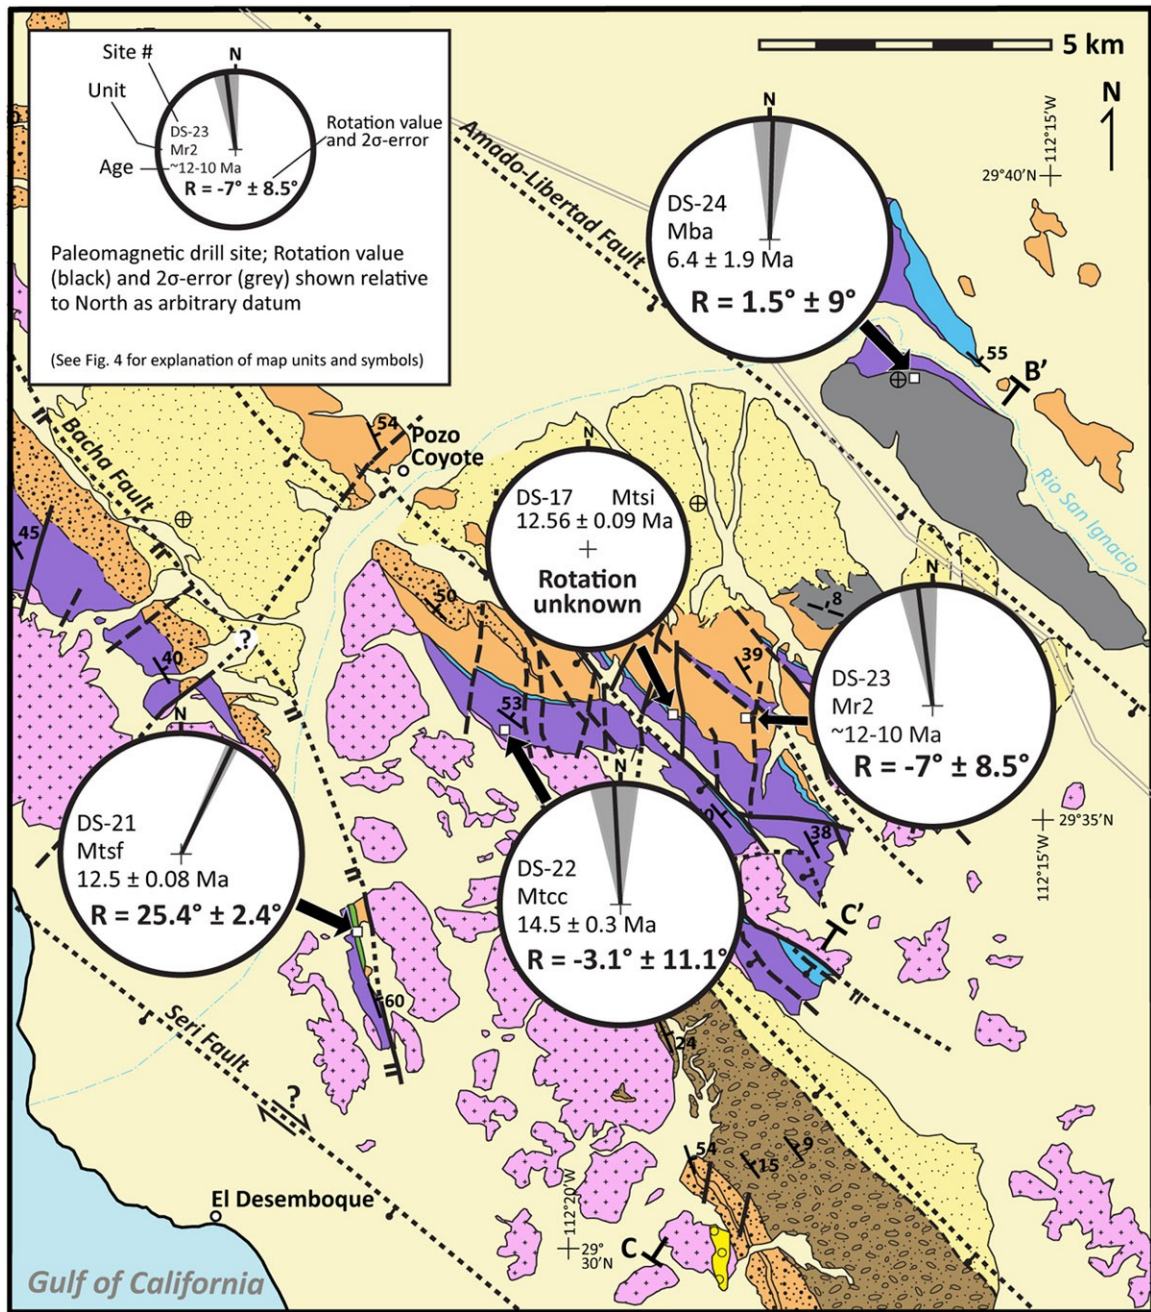 Site #
N
Unit
DS-23
Mr2
Age
~12-10 Ma
R = -7° ± 8.5°
Rotation value
and 2σ-error
Paleomagnetic drill site; Rotation value
(black) and 2σ-error (grey) shown relative
to North as arbitrary datum
(See Fig. 4 for explanation of map units and symbols)
5 km
N
112°15'W
29°40'N
Amado-Libertad Fault
N
DS-24
Mba
6.4 ± 1.9 Ma
R = 1.5° ± 9°
55
B'
Rio San Ignacio
54
Pozo
Coyote
Bacha Fault
45
N
DS-17 Mtsi
12.56 ± 0.09 Ma
Rotation
unknown
8
50
39
40
?
53
N
DS-23
Mr2
~12-10 Ma
R = -7° ± 8.5°
29°35'N
112°15'W
38
N
DS-21
Mtsf
12.5 ± 0.08 Ma
R = 25.4° ± 2.4°
N
DS-22
Mtcc
14.5 ± 0.3 Ma
R = -3.1° ± 11.1°
C'
60
Seri Fault
?
24
9
15
54
El Desemboque
112°20'W
29°
30'N
C
Gulf of California